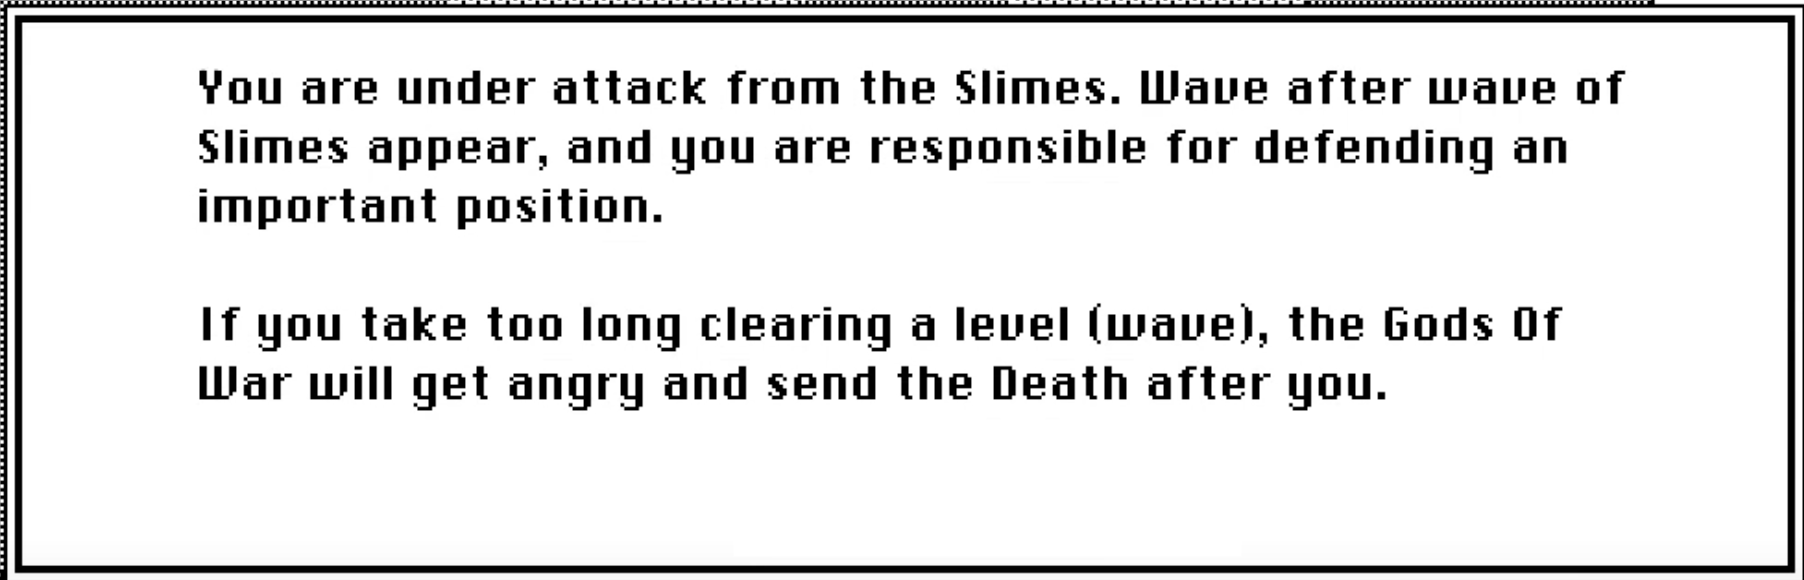 You are under attack from the Slimes. Wave after wave of
Slimes appear, and you are responsible for defending an
important position.
If you take too long clearing a level (wave), the Gods Of
War will get angry and send the Death after you.